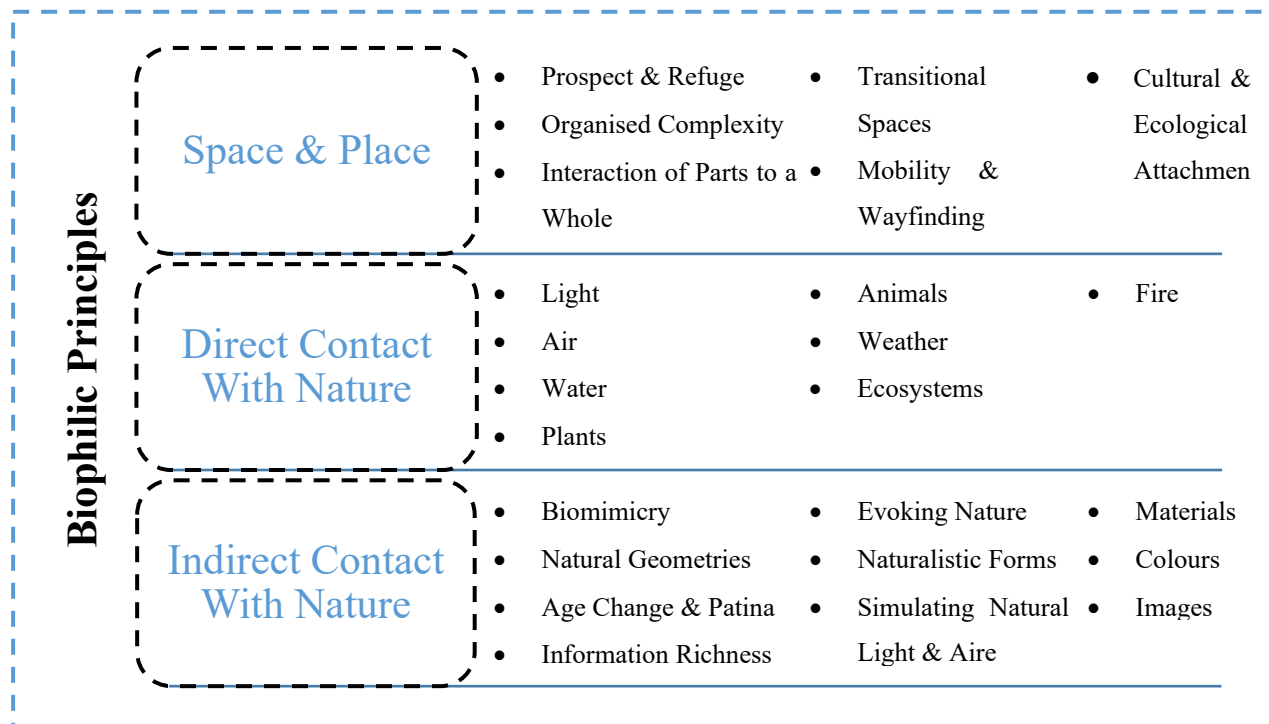 Biophilic Principles
Space & Place
• Prospect & Refuge
• Organised Complexity
• Interaction of Parts to a
Whole
• Transitional
Spaces
• Mobility &
Wayfinding
• Cultural &
Ecological
Attachmen
Direct Contact
With Nature
• Light
• Air
• Water
• Plants
• Animals
• Weather
• Ecosystems
• Fire
Indirect Contact
With Nature
• Biomimicry
• Natural Geometries
• Age Change & Patina
• Information Richness
• Evoking Nature
• Naturalistic Forms
• Simulating Natural
Light & Aire
• Materials
• Colours
• Images